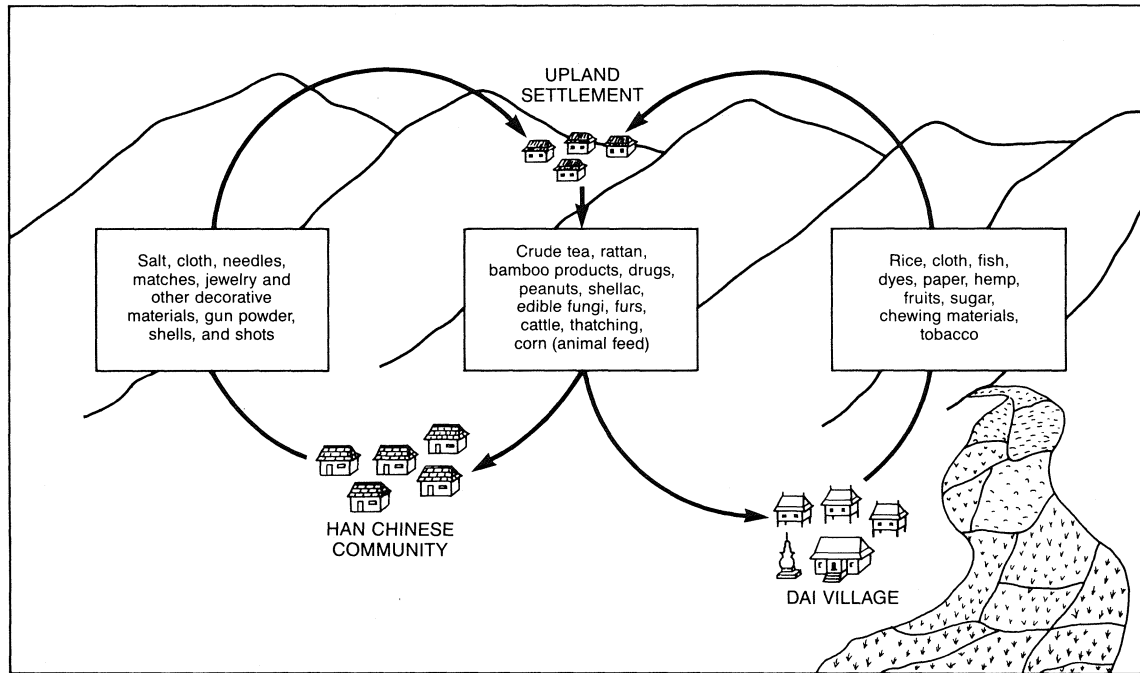 UPLAND
SETTLEMENT
Salt, cloth, needles,
matches, jewelry and
other decorative
materials, gun powder,
shells, and shots
Crude tea, rattan,
bamboo products, drugs,
peanuts, shellac,
edible fungi, furs,
cattle, thatching,
corn (animal feed)
Rice, cloth, fish,
dyes, paper, hemp,
fruits, sugar,
chewing materials,
tobacco
HAN CHINESE
COMMUNITY
DAI VILLAGE